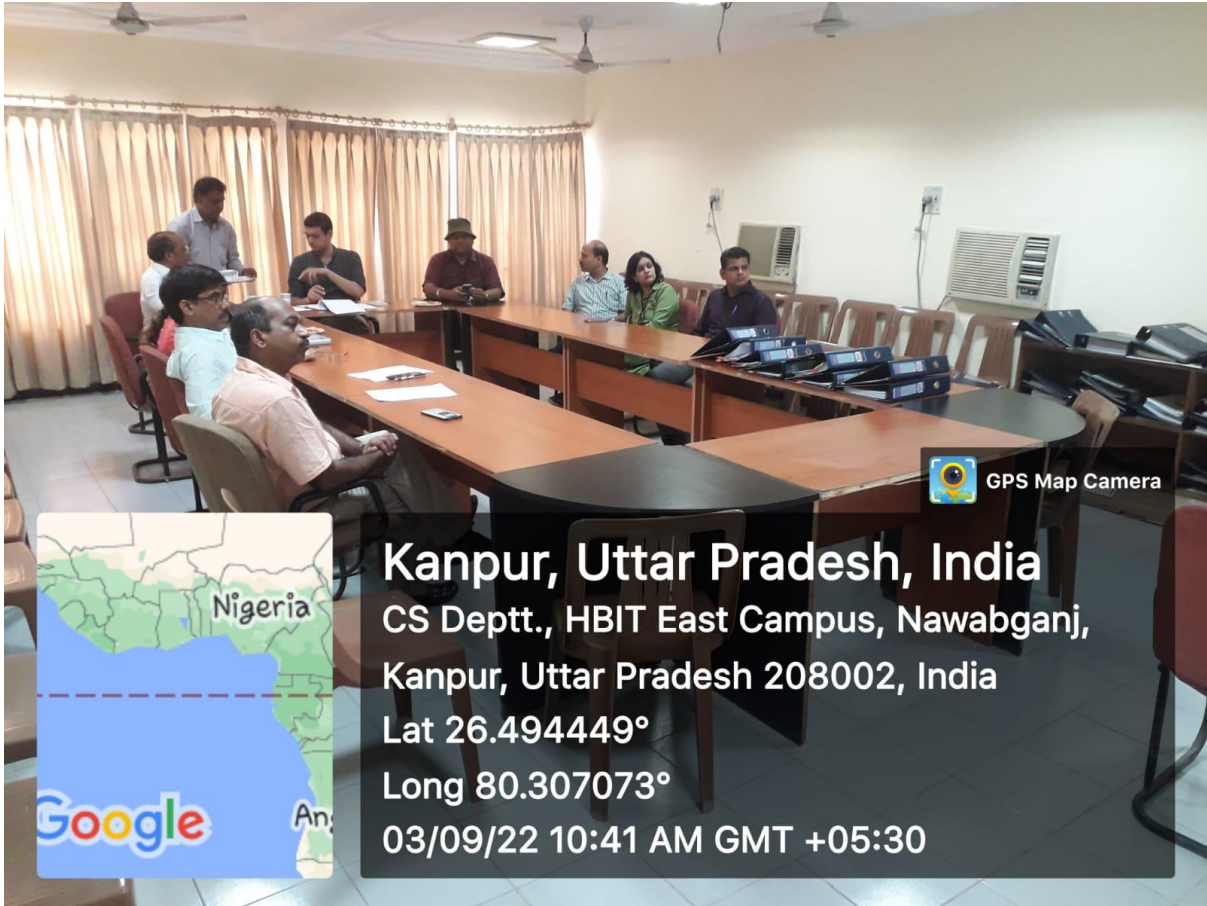 GPS Map Camera
Nigeria
Google
Kanpur, Uttar Pradesh, India
CS Deptt., HBIT East Campus, Nawabganj,
Kanpur, Uttar Pradesh 208002, India
Lat 26.494449°
Long 80.307073°
03/09/22 10:41 AM GMT +05:30